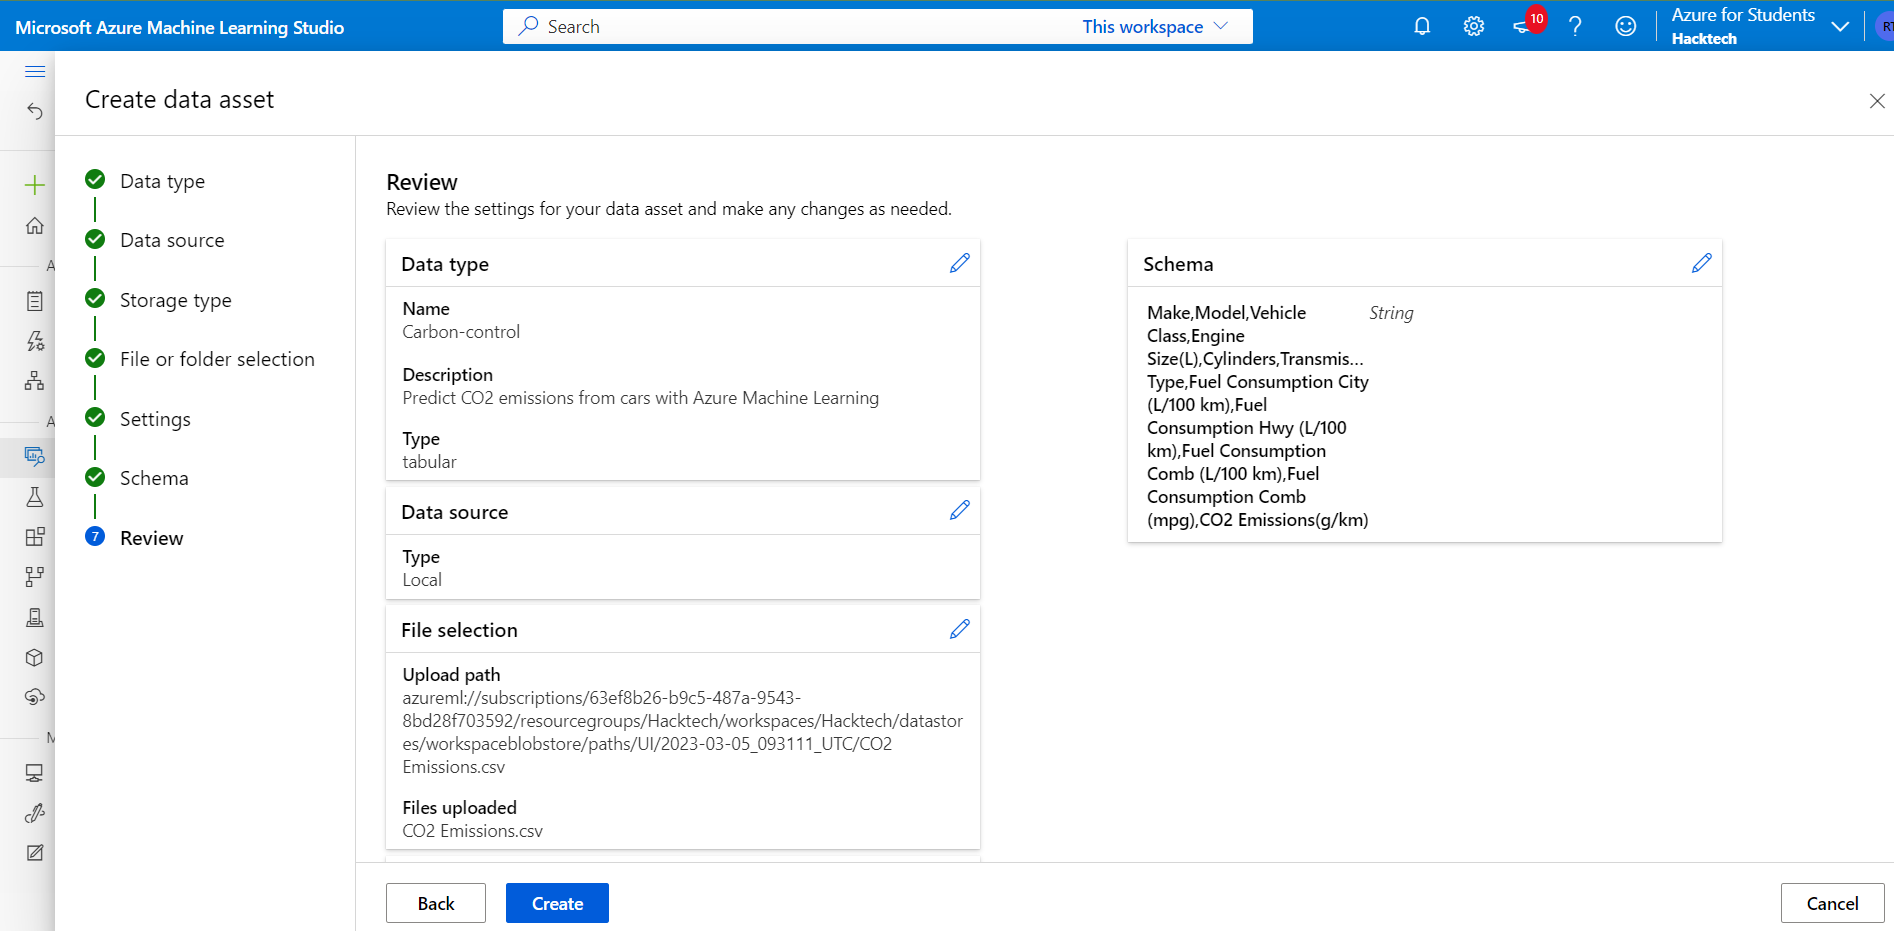 Microsoft Azure Machine Learning Studio
Search
This workspace
10
Azure for Students
Hacktech
RT
Create data asset
A
A
M
Data type
Data source
Storage type
File or folder selection
Settings
Schema
7
Review
Review
Review the settings for your data asset and make any changes as needed.
Data type
Name
Carbon-control
Description
Predict CO2 emissions from cars with Azure Machine Learning
Type
tabular
Data source
Type
Local
File selection
Upload path
azureml://subscriptions/63ef8b26-b9c5-487a-9543-
8bd28f703592/resourcegroups/Hacktech/workspaces/Hacktech/datastor
es/workspaceblobstore/paths/UI/2023-03-05_093111_UTC/CO2
Emissions.csv
Files uploaded
CO2 Emissions.csv
Schema
Make,Model,Vehicle
Class,Engine
Size(L),Cylinders,Transmis...
Type,Fuel Consumption City
(L/100 km),Fuel
Consumption Hwy (L/100
km),Fuel Consumption
Comb (L/100 km),Fuel
Consumption Comb
(mpg),CO2 Emissions(g/km)
String
Back
Create
Cancel